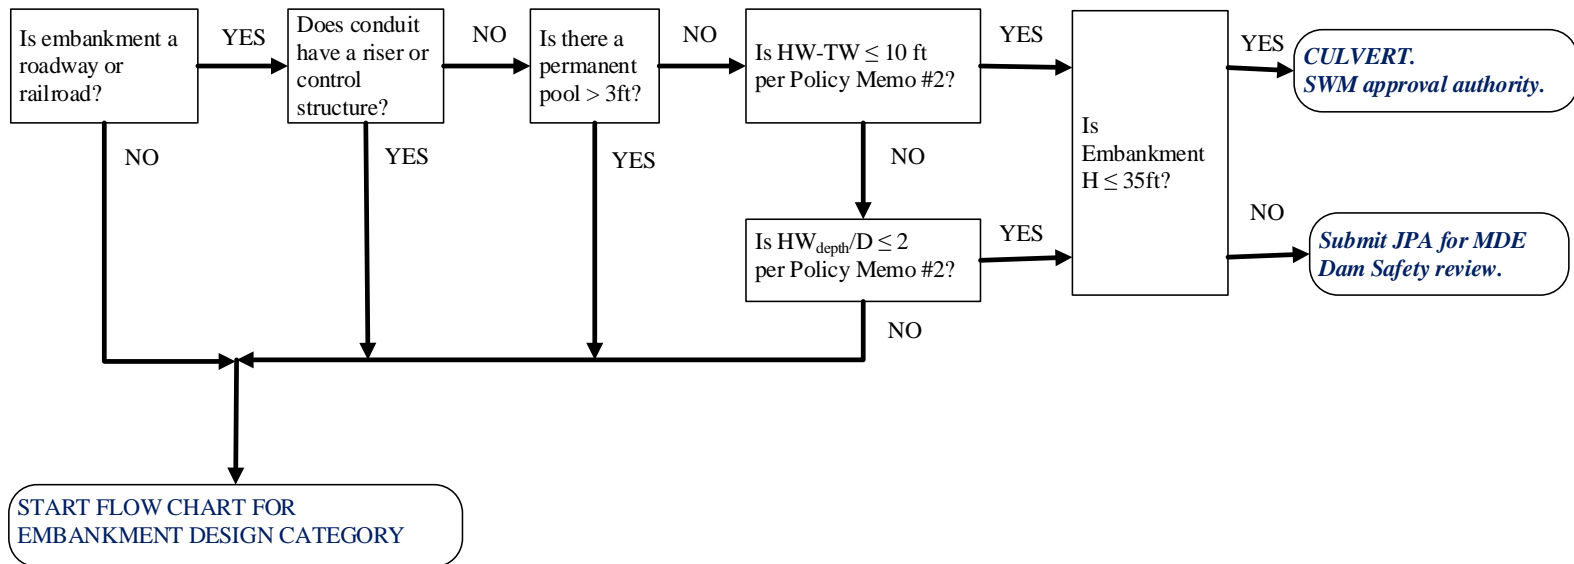 Is embankment a
roadway or
railroad?
YES
Does conduit
have a riser or
control
structure?
NO
Is there a
permanent
pool > 3ft?
NO
Is HW-TW ≤ 10 ft
per Policy Memo #2?
YES
Is
Embankment
H ≤ 35ft?
YES
CULVERT.
SWM approval authority.
NO
YES
YES
NO
Is HWdepth/D ≤ 2
per Policy Memo #2?
YES
NO
Submit JPA for MDE
Dam Safety review.
NO
START FLOW CHART FOR
EMBANKMENT DESIGN CATEGORY